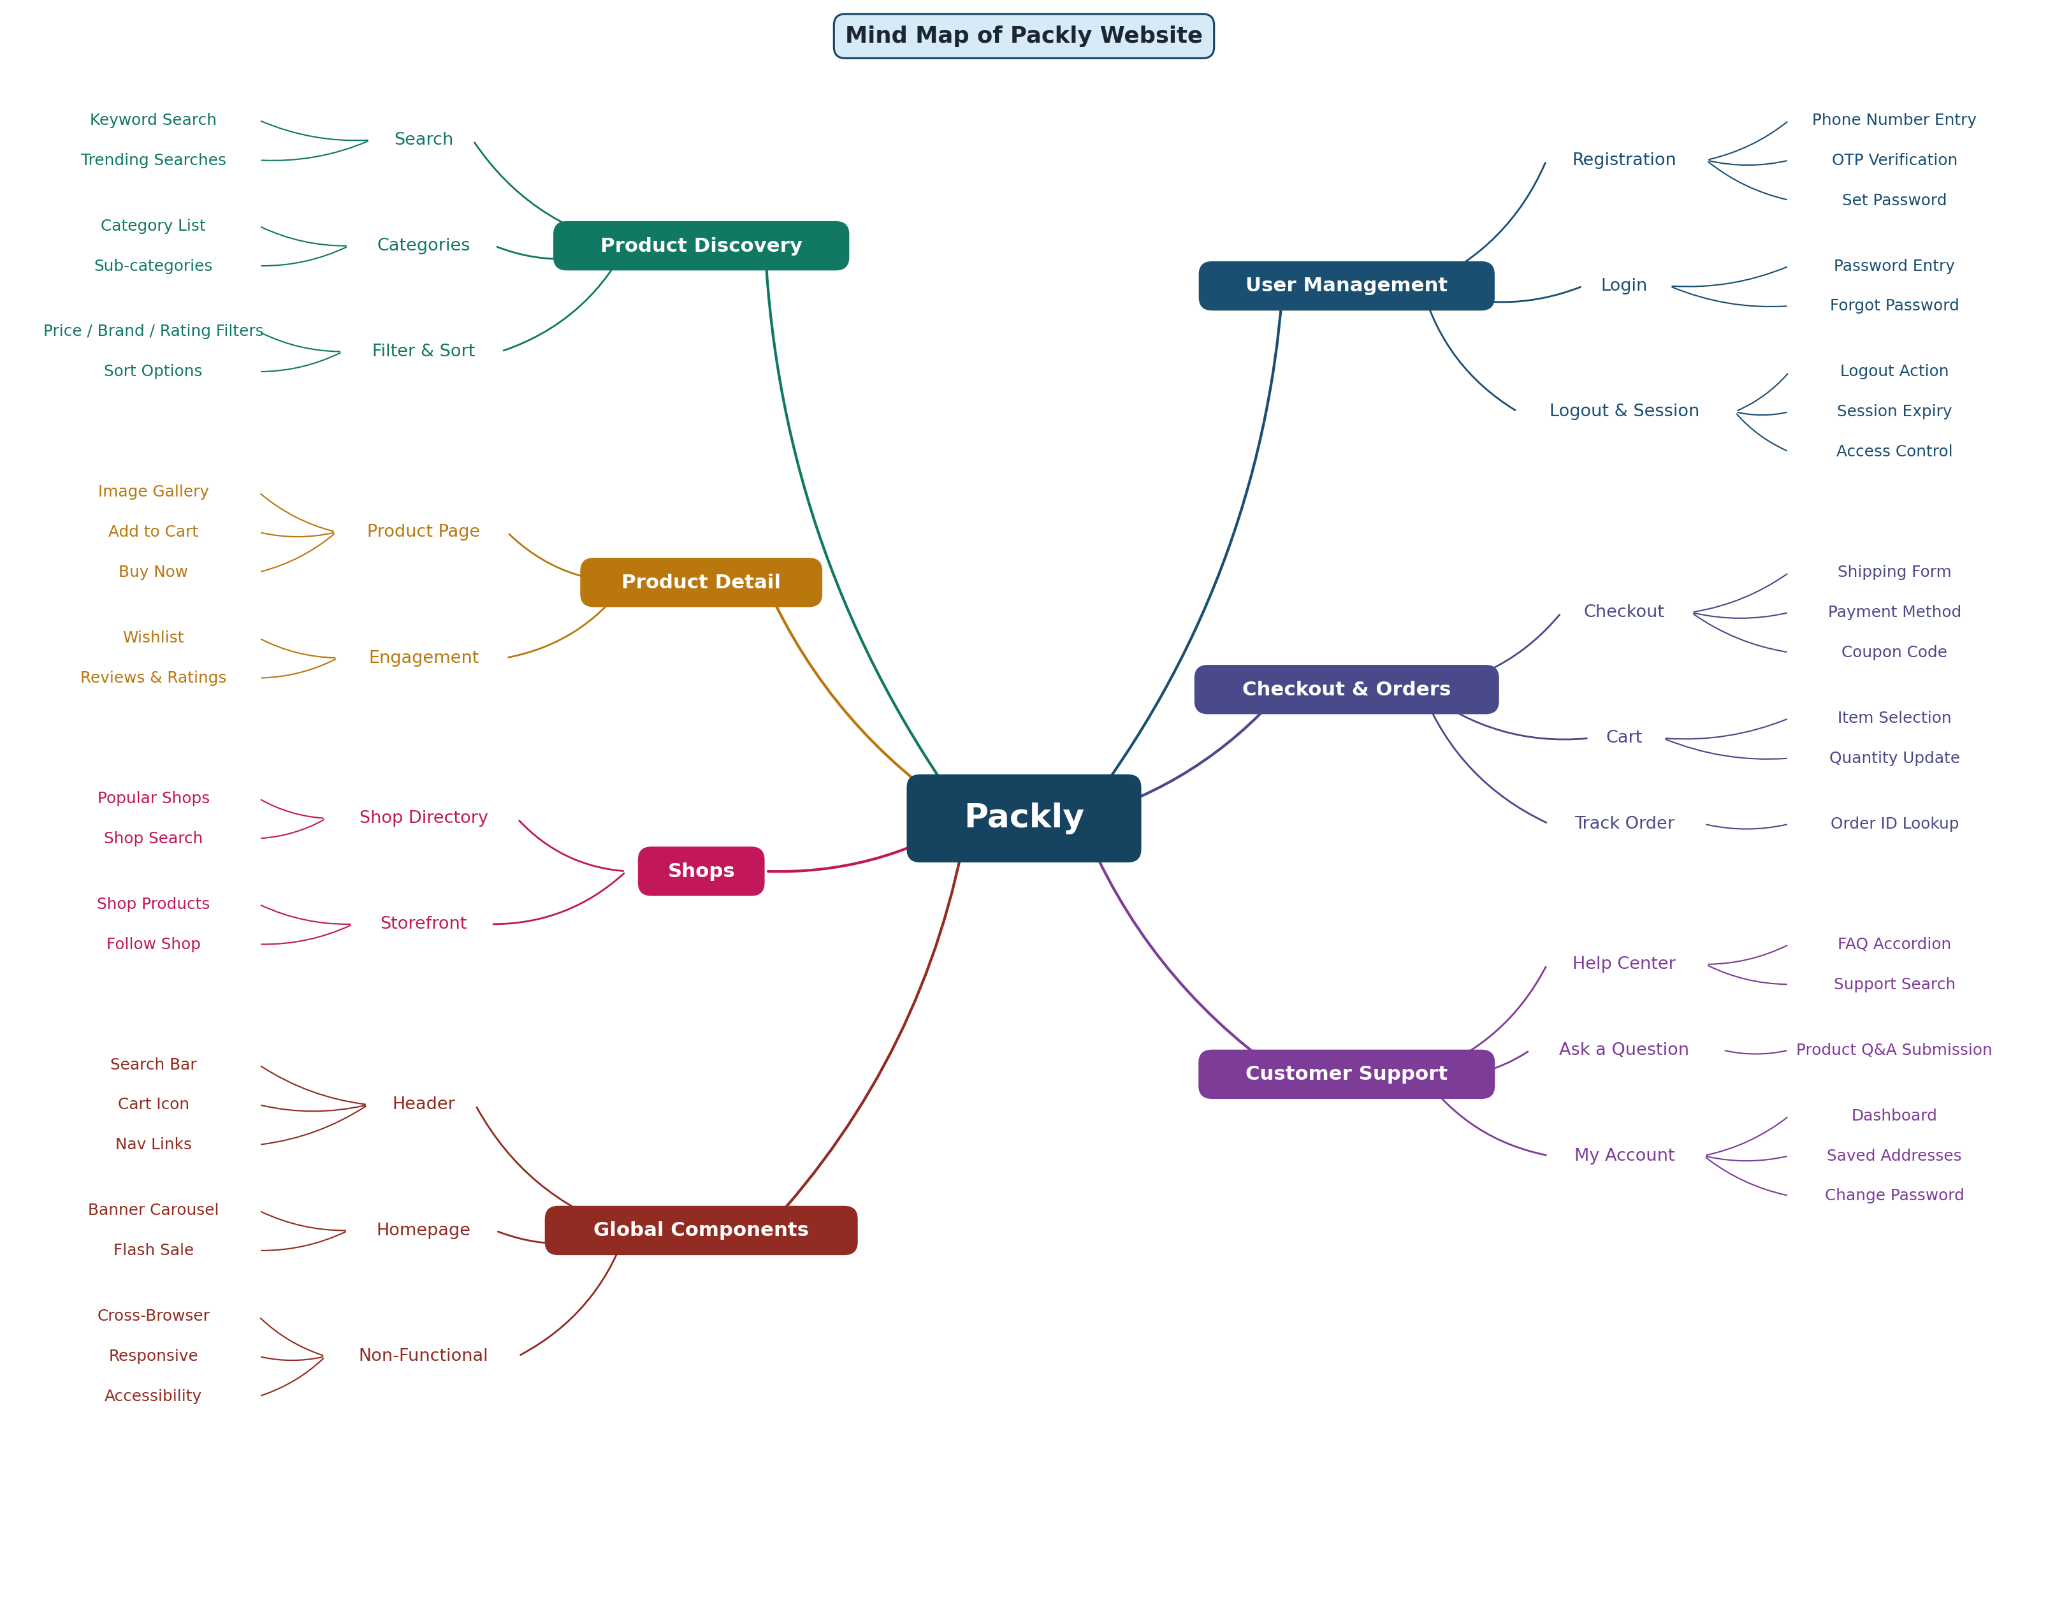 Mind Map of Packly Website
Keyword Search
Trending Searches
Search
Category List
Sub-categories
Categories
Price / Brand / Rating Filters
Sort Options
Filter & Sort
Product Discovery
Image Gallery
Add to Cart
Buy Now
Product Page
Wishlist
Reviews & Ratings
Engagement
Product Detail
Popular Shops
Shop Search
Shop Directory
Shop Products
Follow Shop
Storefront
Shops
Search Bar
Cart Icon
Nav Links
Header
Banner Carousel
Flash Sale
Homepage
Cross-Browser
Responsive
Accessibility
Non-Functional
Global Components
Packly
User Management
Registration
Phone Number Entry
OTP Verification
Set Password
Login
Password Entry
Forgot Password
Logout & Session
Logout Action
Session Expiry
Access Control
Checkout & Orders
Checkout
Shipping Form
Payment Method
Coupon Code
Cart
Item Selection
Quantity Update
Track Order
Order ID Lookup
Customer Support
Help Center
FAQ Accordion
Support Search
Ask a Question
Product Q&A Submission
My Account
Dashboard
Saved Addresses
Change Password